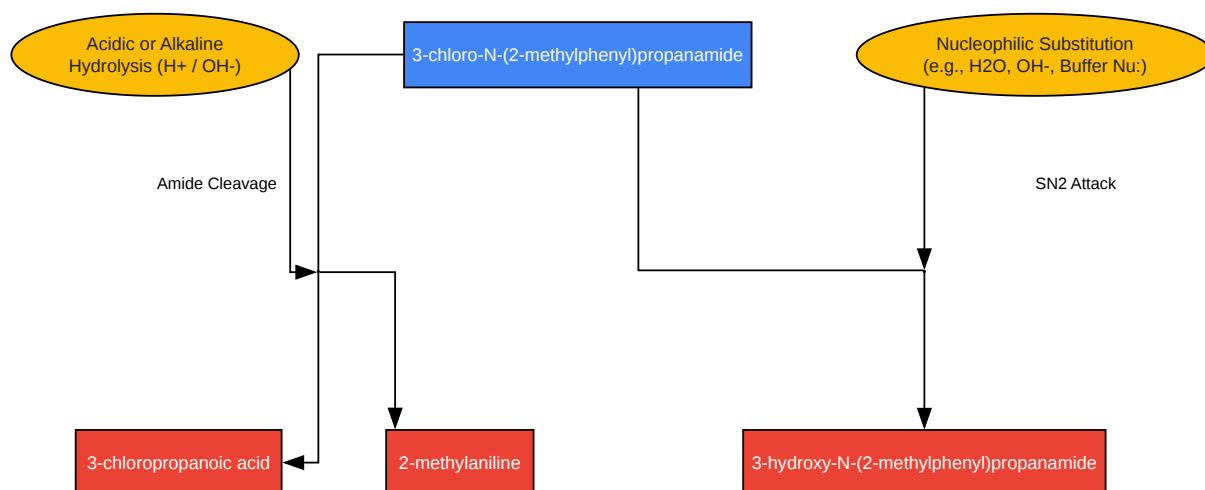 Acidic or Alkaline
Hydrolysis (H+ / OH-)
3-chloro-N-(2-methylphenyl)propanamide
Nucleophilic Substitution
(e.g., H2O, OH-, Buffer Nu:)
Amide Cleavage
SN2 Attack
3-chloropropanoic acid
2-methylaniline
3-hydroxy-N-(2-methylphenyl)propanamide